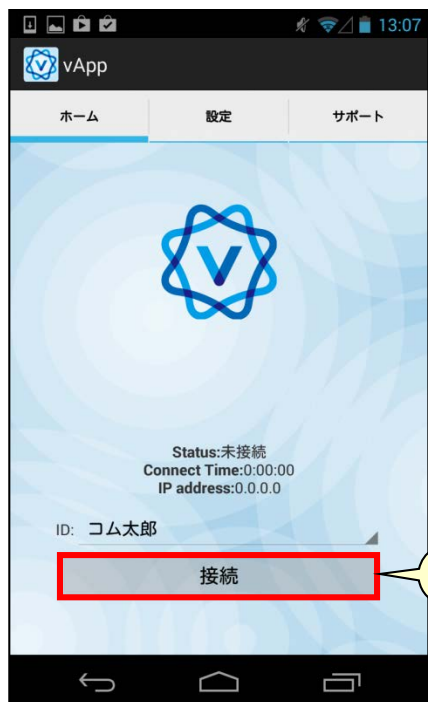 13:07
vApp
ホーム 設定 サポート
V
Status:未接続
Connect Time:0:00:00
IP address:0.0.0.0
ID: コム太郎
接続